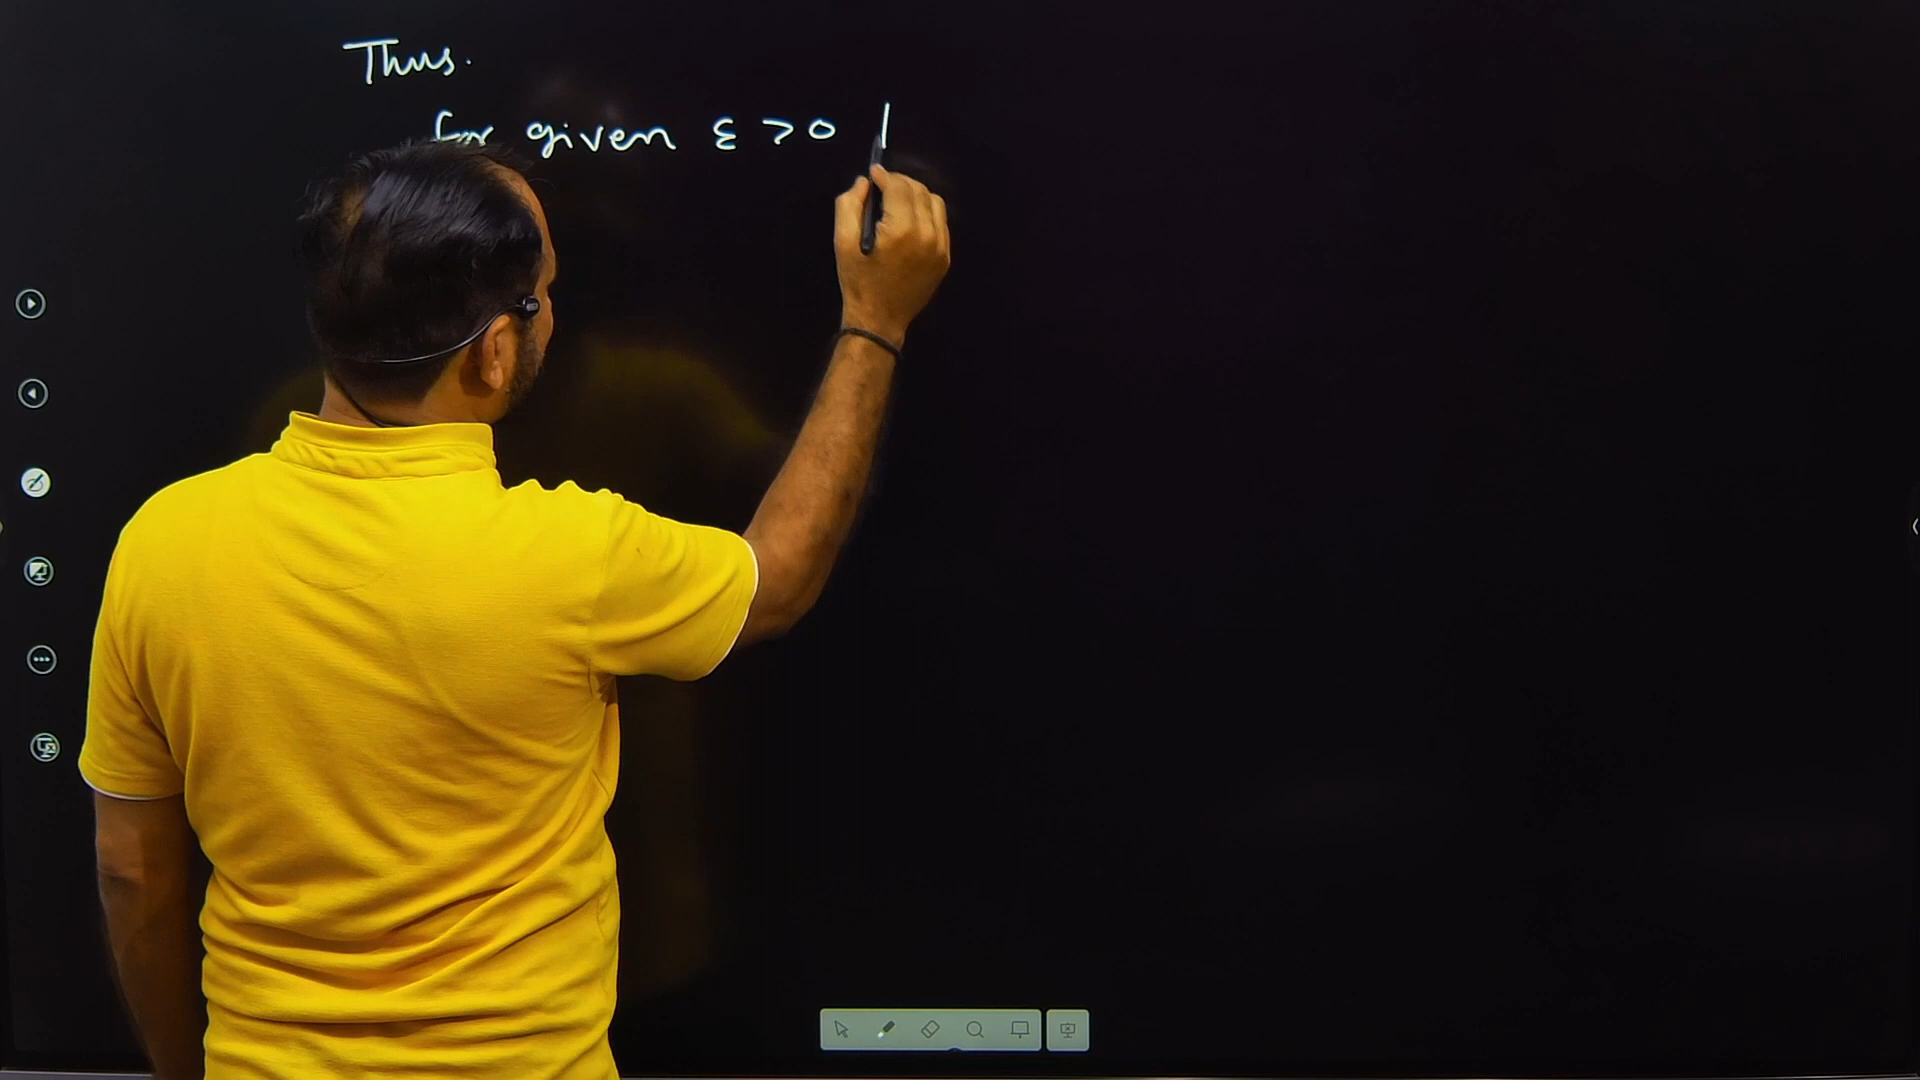 Thus.
for given ε > 0